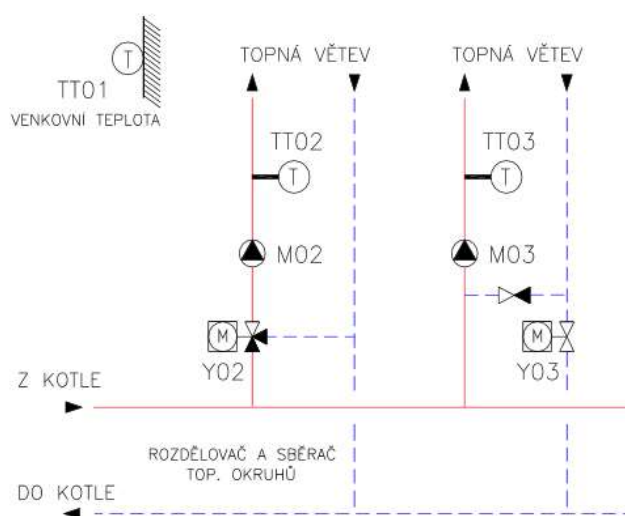 TT01
VENKOVNÍ TEPLOTA
T
TOPNÁ VĚTEV
TT02
T
M02
M
Y02
TOPNÁ VĚTEV
TT03
T
M03
M
Y03
Z KOTLE
ROZDĚLOVAČ A SBĚRAČ
TOP. OKRUHŮ
DO KOTLE